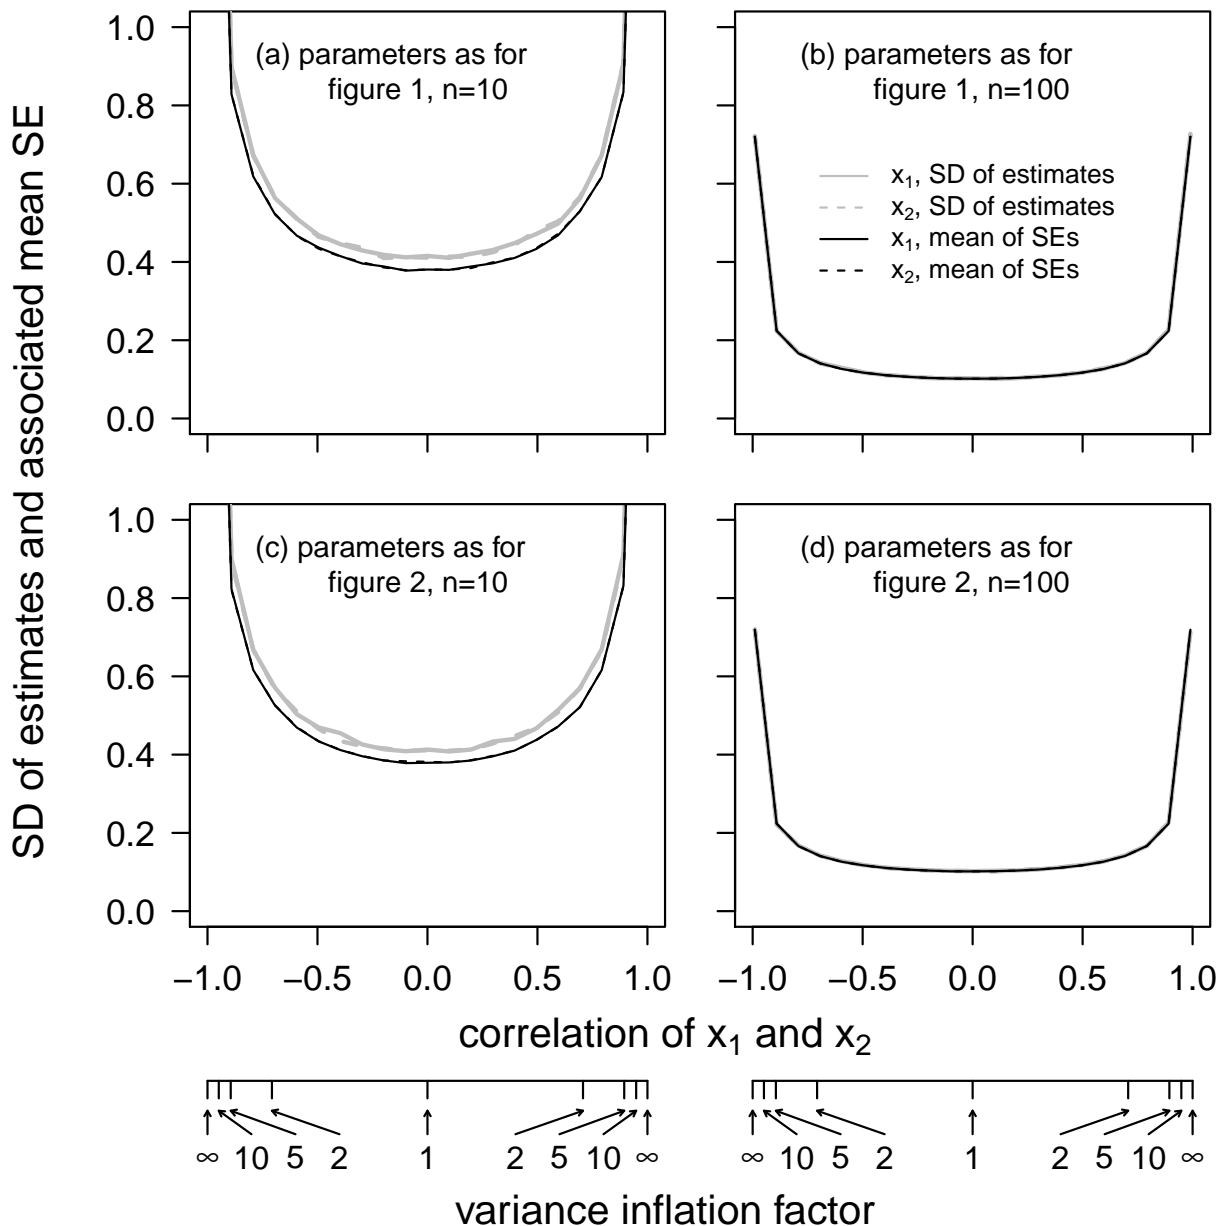 SD of estimates and associated mean SE
1.0
0.8
0.6
0.4
0.2
0.0
(a) parameters as for
figure 1, n=10
(b) parameters as for
figure 1, n=100
x₁, SD of estimates
x₂, SD of estimates
x₁, mean of SEs
x₂, mean of SEs
1.0
0.8
0.6
0.4
0.2
0.0
(c) parameters as for
figure 2, n=10
(d) parameters as for
figure 2, n=100
−1.0 −0.5 0.0 0.5 1.0
−1.0 −0.5 0.0 0.5 1.0
correlation of x₁ and x₂
∞ 10 5 2 1 2 5 10 ∞
∞ 10 5 2 1 2 5 10 ∞
variance inflation factor